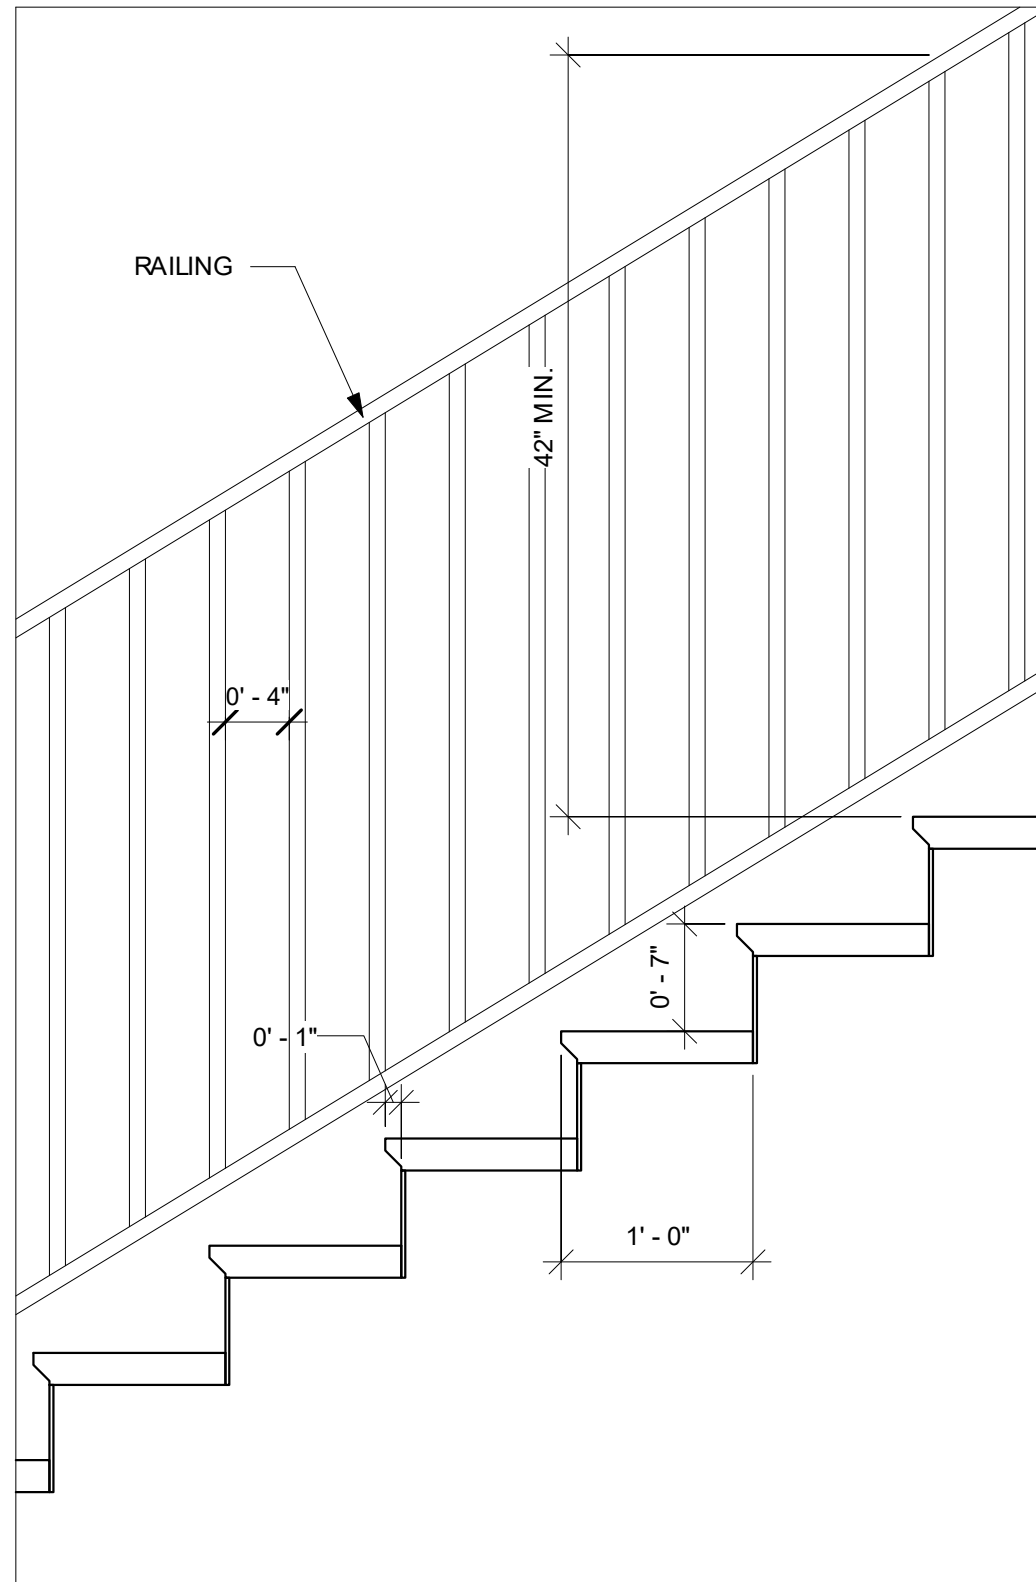 RAILING
42" MIN.
0' - 4"
0' - 7"
0' - 1"
1' - 0"